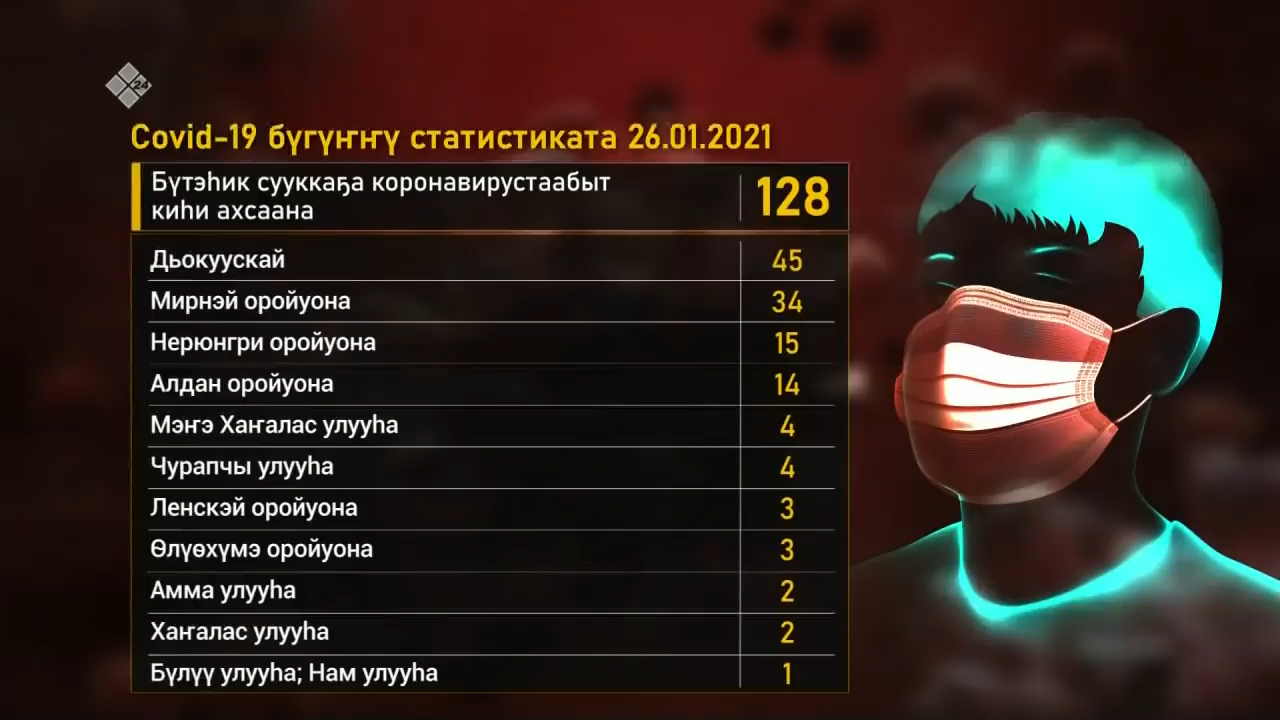 X24
Covid-19 бүгүҥҥү статистиката 26.01.2021
Бүтэһик сууккаҕа коронавирустаабыт
киһи ахсаана 128
Дьокуускай 45
Мирнэй оройуона 34
Нерюнгри оройуона 15
Алдан оройуона 14
Мэҥэ Хаҥалас улууһа 4
Чурапчы улууһа 4
Ленскэй оройуона 3
Өлүөхүмэ оройуона 3
Амма улууһа 2
Хаҥалас улууһа 2
Бүлүү улууһа; Нам улууһа 1